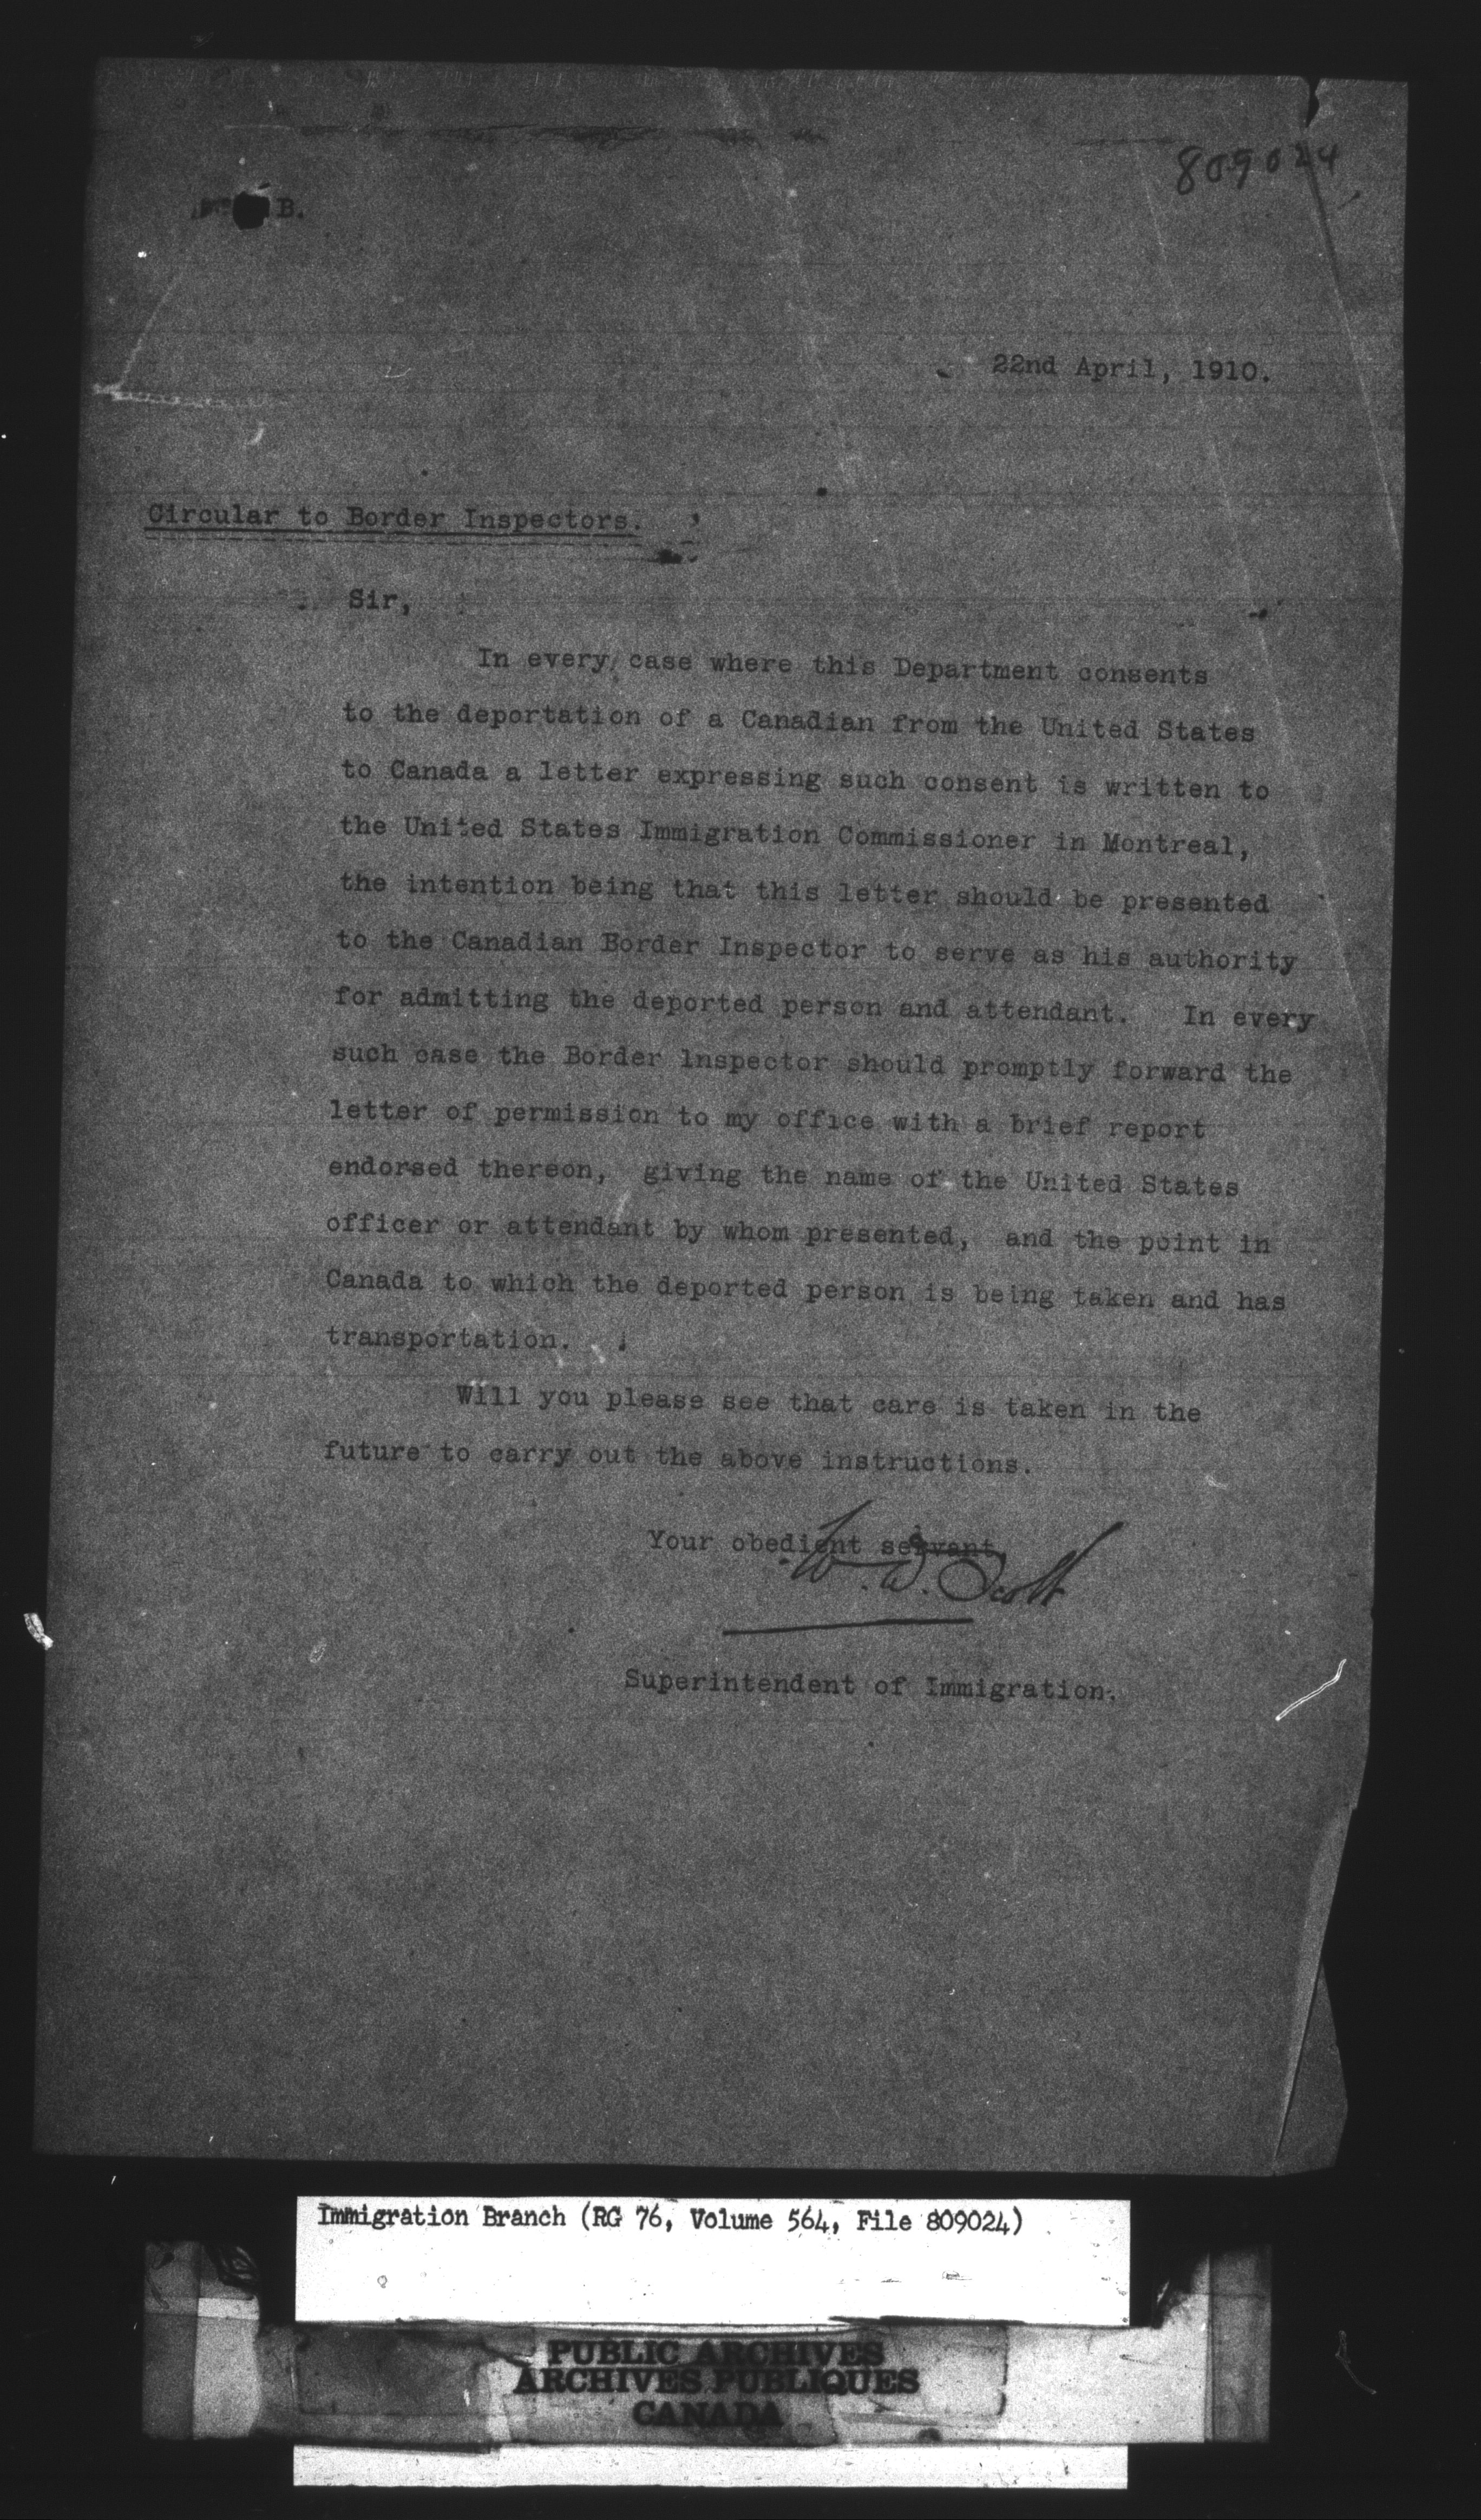 809024
B.
22nd April, 1910.
Circular to Border Inspectors.
Sir,
In every case where this Department consents
to the deportation of a Canadian from the United States
to Canada a letter expressing such consent is written to
the United States Immigration Commissioner in Montreal,
the intention being that this letter should be presented
to the Canadian Border Inspector to serve as his authority
for admitting the deported person and attendant. In every
such case the Border Inspector should promptly forward the
letter of permission to my office with a brief report
endorsed thereon, giving the name of the United States
officer or attendant by whom presented, and the point in
Canada to which the deported person is being taken and has
transportation.
Will you please see that care is taken in the
future to carry out the above instructions.
Your obedient servant,
W. D. Scott
Superintendent of Immigration.
Immigration Branch (RG 76, Volume 564, File 809024)
PUBLIC ARCHIVES
ARCHIVES PUBLIQUES
CANADA